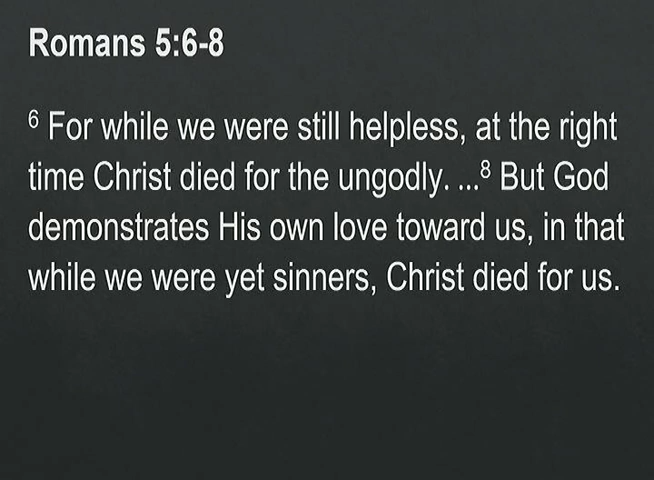 Romans 5:6-8
⁶ For while we were still helpless, at the right
time Christ died for the ungodly. ...⁸ But God
demonstrates His own love toward us, in that
while we were yet sinners, Christ died for us.